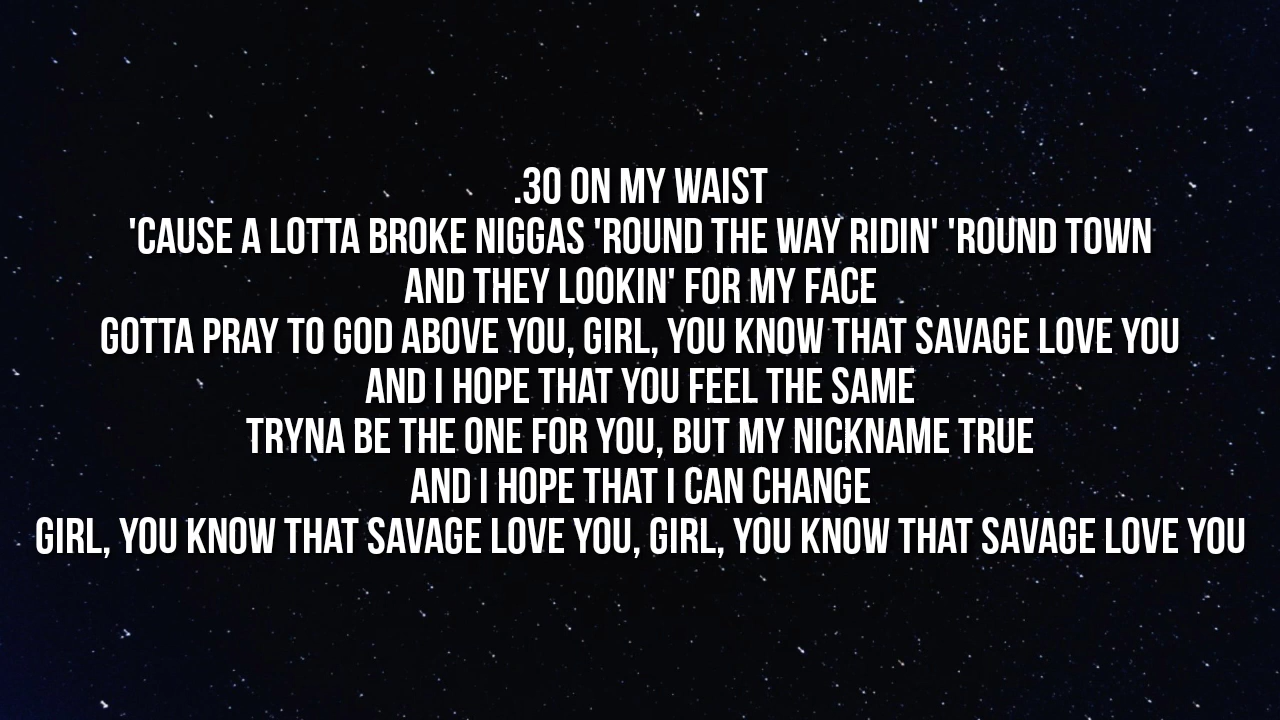 .30 ON MY WAIST
'CAUSE A LOTTA BROKE NIGGAS 'ROUND THE WAY RIDIN' 'ROUND TOWN
AND THEY LOOKIN' FOR MY FACE
GOTTA PRAY TO GOD ABOVE YOU, GIRL, YOU KNOW THAT SAVAGE LOVE YOU
AND I HOPE THAT YOU FEEL THE SAME
TRYNA BE THE ONE FOR YOU, BUT MY NICKNAME TRUE
AND I HOPE THAT I CAN CHANGE
GIRL, YOU KNOW THAT SAVAGE LOVE YOU, GIRL, YOU KNOW THAT SAVAGE LOVE YOU